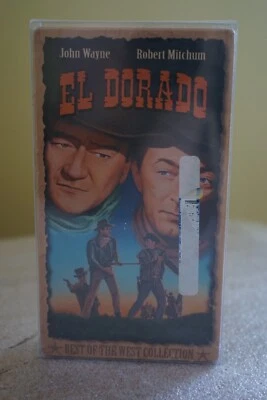 John Wayne Robert Mitchum
EL DORADO
BEST OF THE WEST COLLECTION